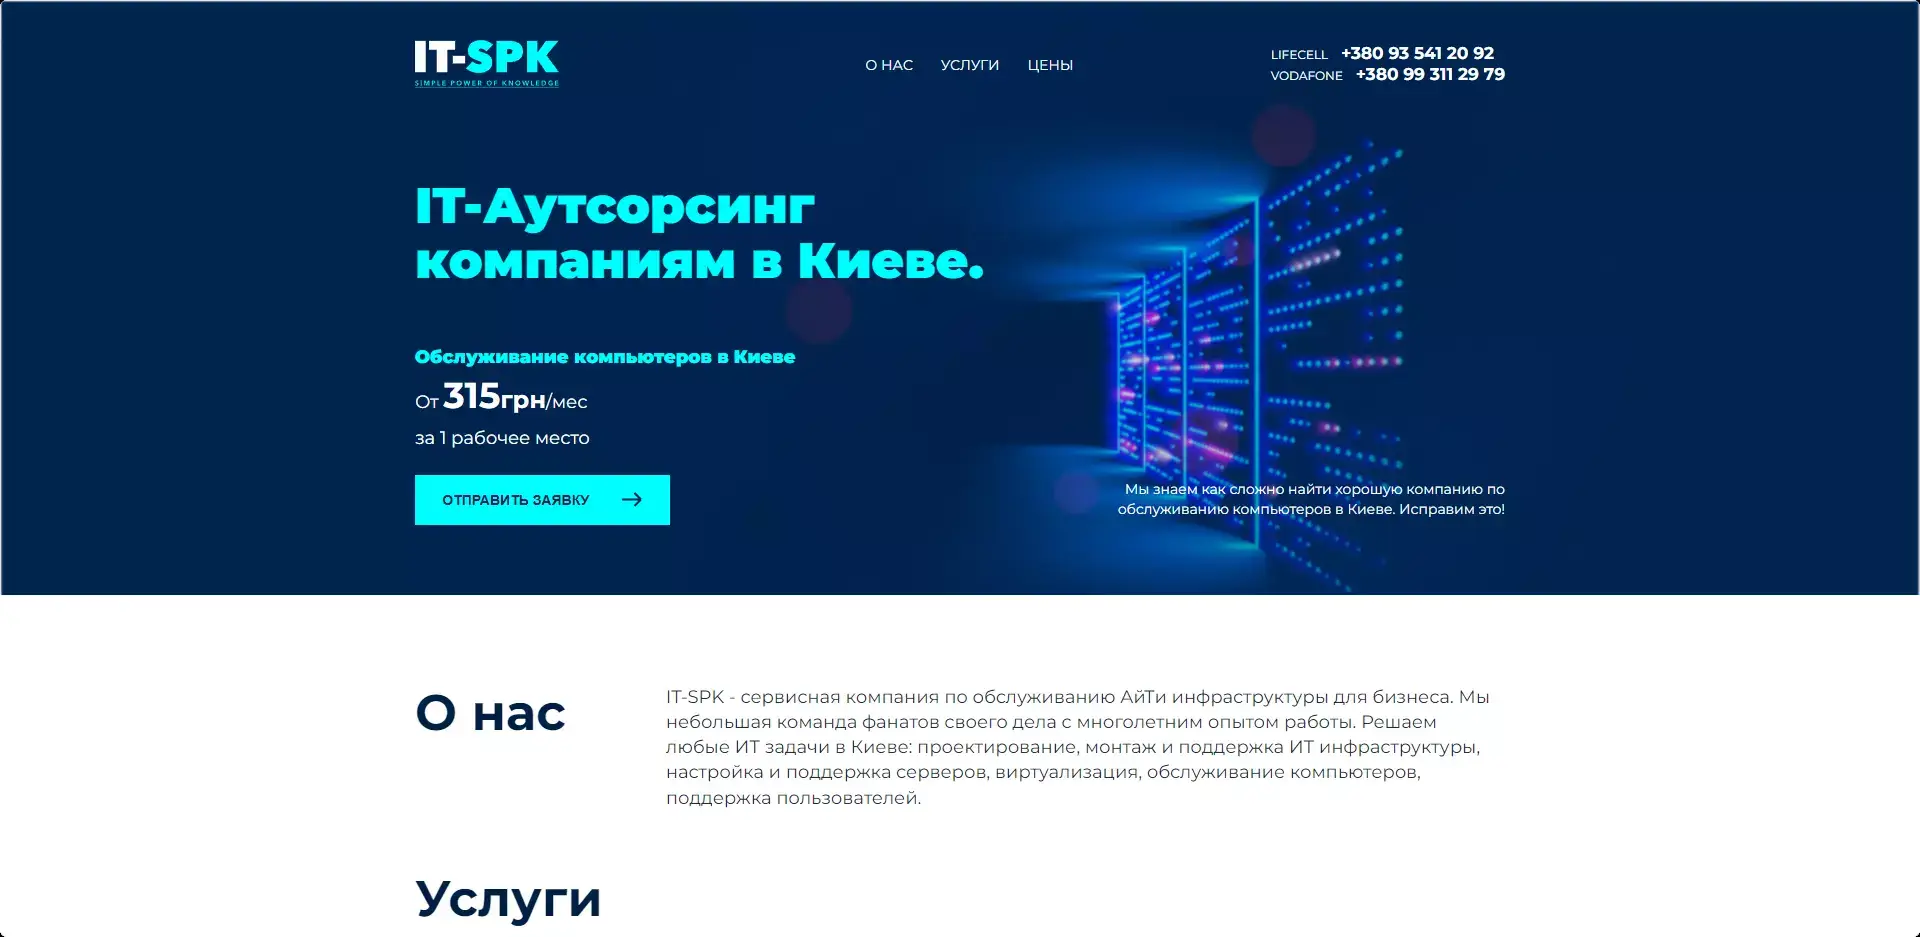 IT-SPK
SIMPLE POWER OF KNOWLEDGE
О НАС УСЛУГИ ЦЕНЫ
LIFECELL +380 93 541 20 92
VODAFONE +380 99 311 29 79
IT-Аутсорсинг
компаниям в Киеве.
Обслуживание компьютеров в Киеве
От 315грн/мес
за 1 рабочее место
ОТПРАВИТЬ ЗАЯВКУ
Мы знаем как сложно найти хорошую компанию по
обслуживанию компьютеров в Киеве. Исправим это!
О нас
IT-SPK - сервисная компания по обслуживанию АйТи инфраструктуры для бизнеса. Мы
небольшая команда фанатов своего дела с многолетним опытом работы. Решаем
любые ИТ задачи в Киеве: проектирование, монтаж и поддержка ИТ инфраструктуры,
настройка и поддержка серверов, виртуализация, обслуживание компьютеров,
поддержка пользователей.
Услуги